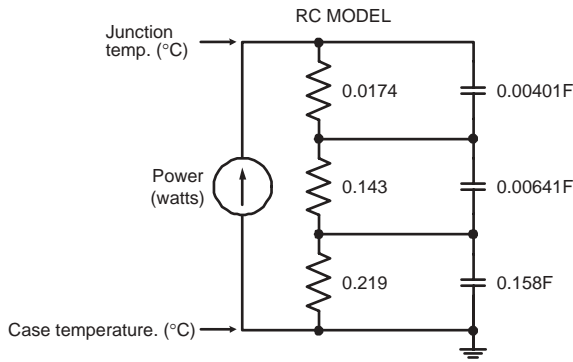 RC MODEL
Junction
temp. (°C)
0.0174
0.00401F
Power
(watts)
0.143
0.00641F
0.219
0.158F
Case temperature. (°C)